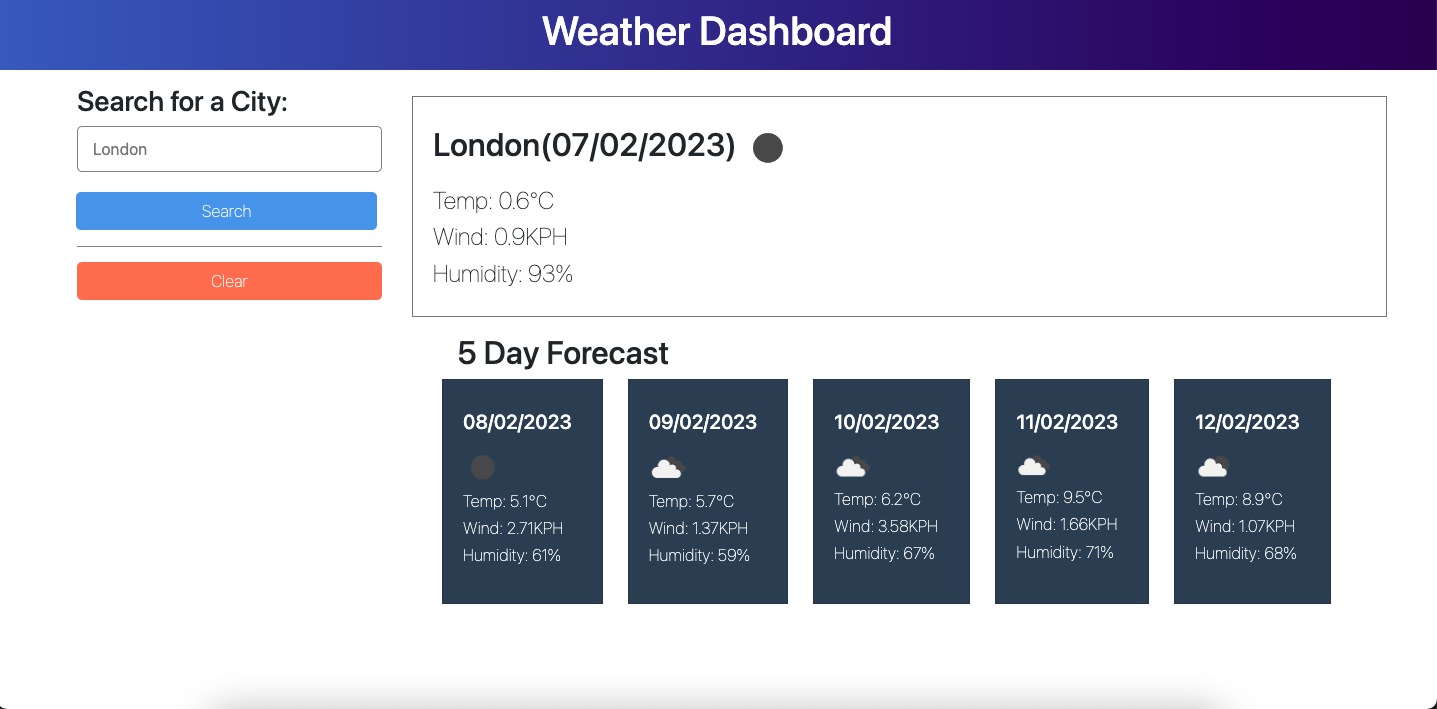 Weather Dashboard
Search for a City:
London
Search
Clear
London(07/02/2023)
Temp: 0.6°C
Wind: 0.9KPH
Humidity: 93%
5 Day Forecast
08/02/2023
Temp: 5.1°C
Wind: 2.71KPH
Humidity: 61%
09/02/2023
Temp: 5.7°C
Wind: 1.37KPH
Humidity: 59%
10/02/2023
Temp: 6.2°C
Wind: 3.58KPH
Humidity: 67%
11/02/2023
Temp: 9.5°C
Wind: 1.66KPH
Humidity: 71%
12/02/2023
Temp: 8.9°C
Wind: 1.07KPH
Humidity: 68%